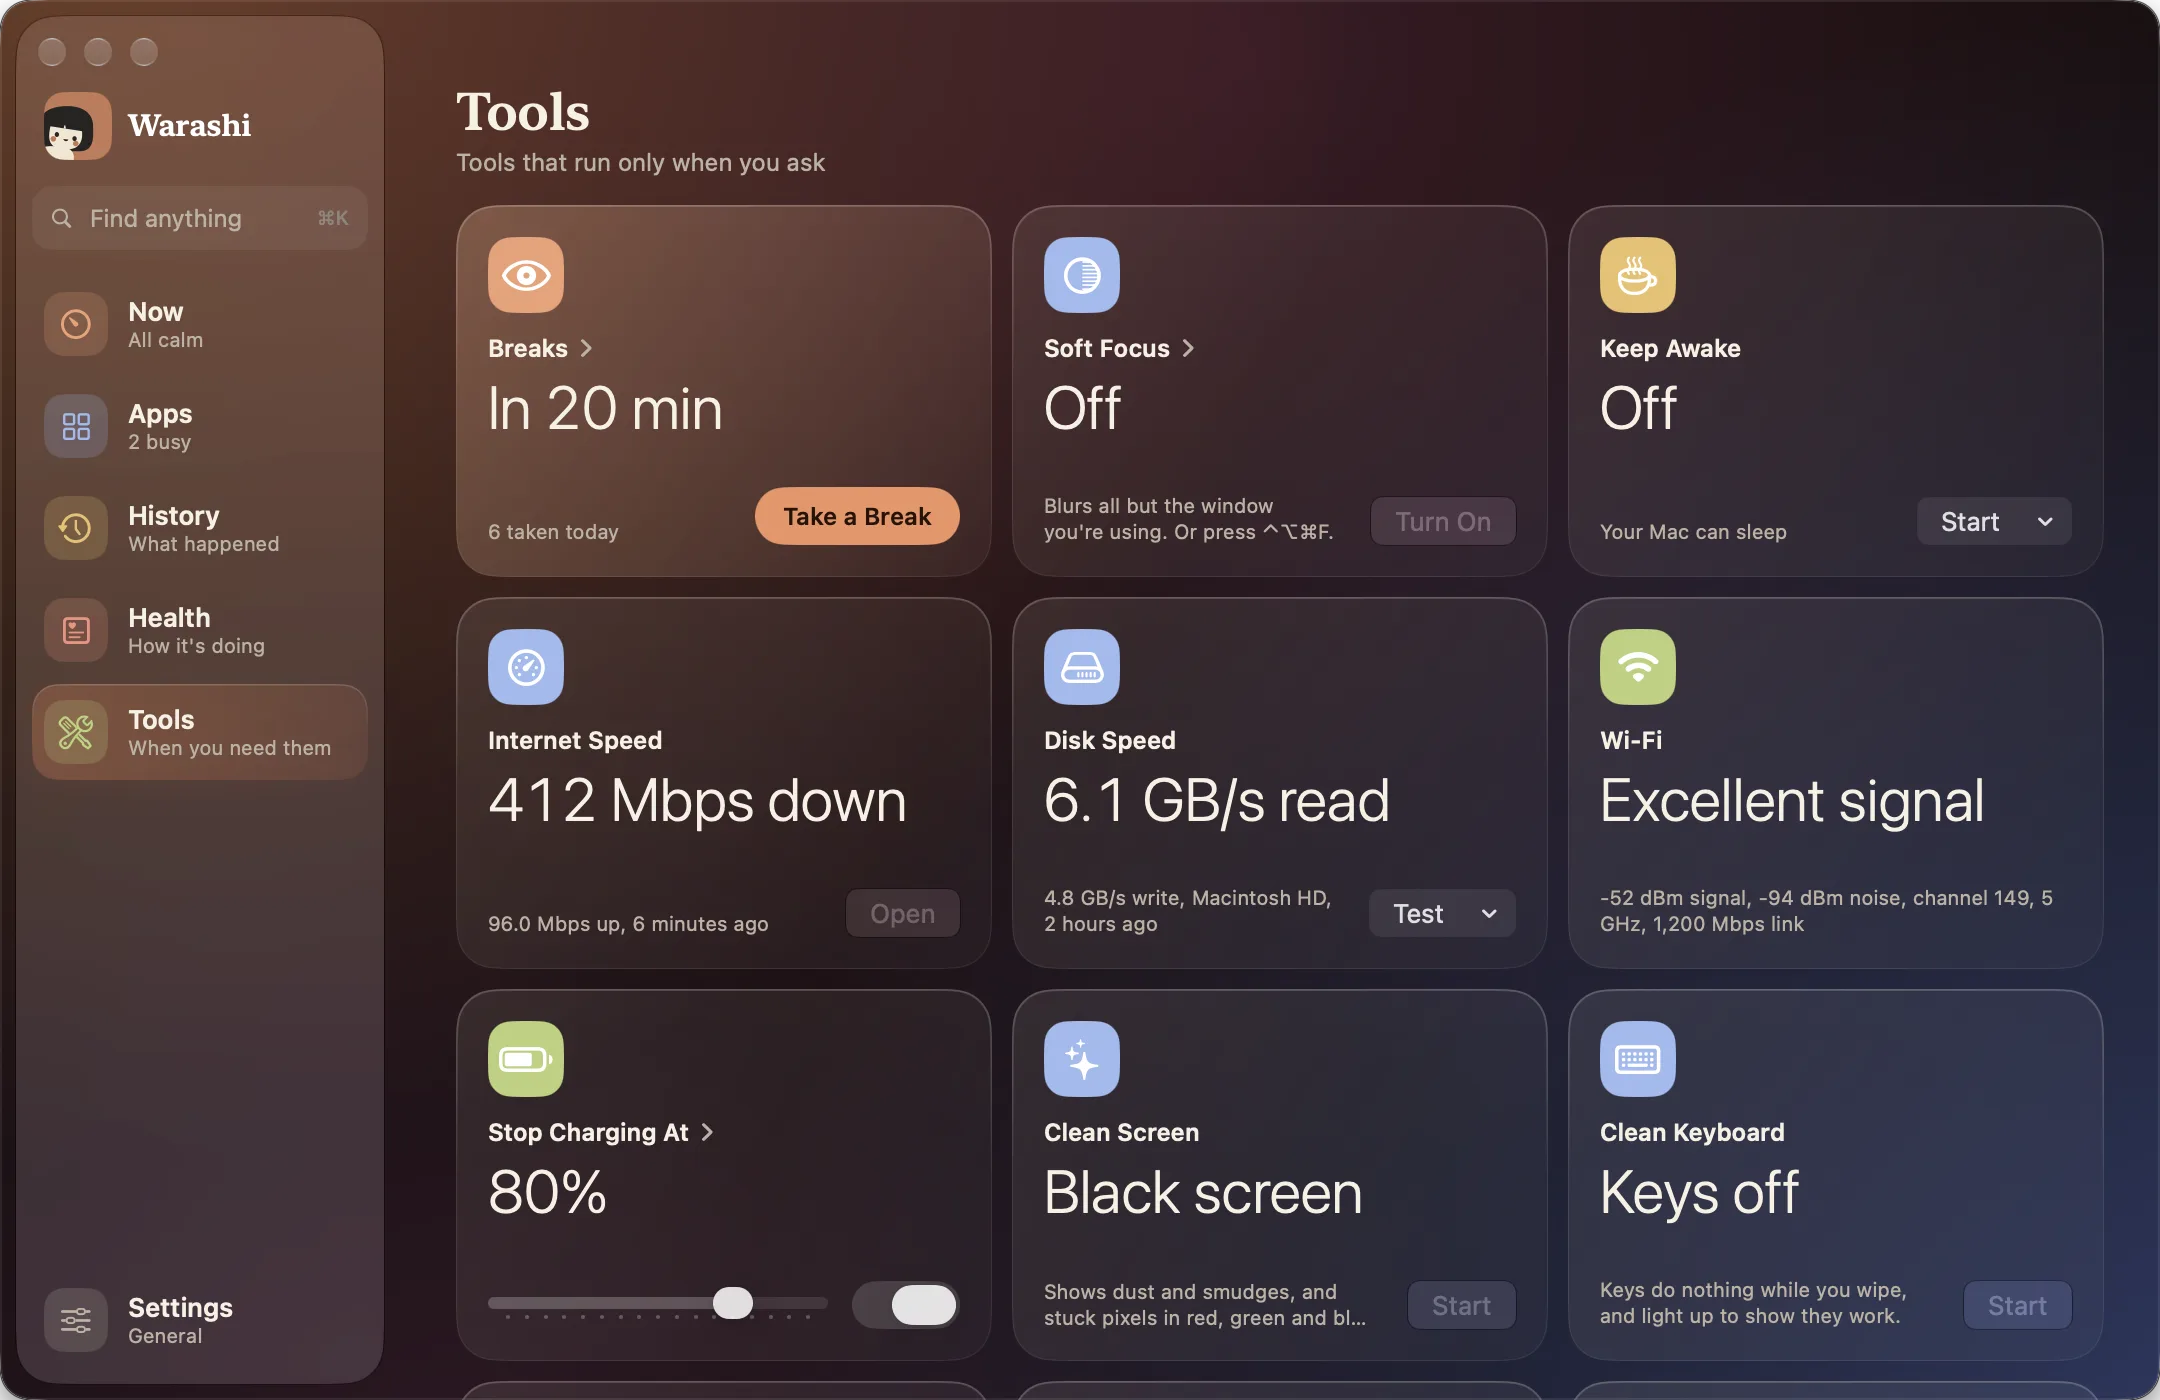 Warashi
Find anything ⌘K
Now
All calm
Apps
2 busy
History
What happened
Health
How it's doing
Tools
When you need them
Settings
General
Tools
Tools that run only when you ask
Breaks
In 20 min
6 taken today
Take a Break
Soft Focus
Off
Blurs all but the window
you're using. Or press ⌃⌥⌘F.
Turn On
Keep Awake
Off
Your Mac can sleep
Start
Internet Speed
412 Mbps down
96.0 Mbps up, 6 minutes ago
Open
Disk Speed
6.1 GB/s read
4.8 GB/s write, Macintosh HD,
2 hours ago
Test
Wi-Fi
Excellent signal
-52 dBm signal, -94 dBm noise, channel 149, 5
GHz, 1,200 Mbps link
Stop Charging At
80%
Clean Screen
Black screen
Shows dust and smudges, and
stuck pixels in red, green and bl...
Start
Clean Keyboard
Keys off
Keys do nothing while you wipe,
and light up to show they work.
Start